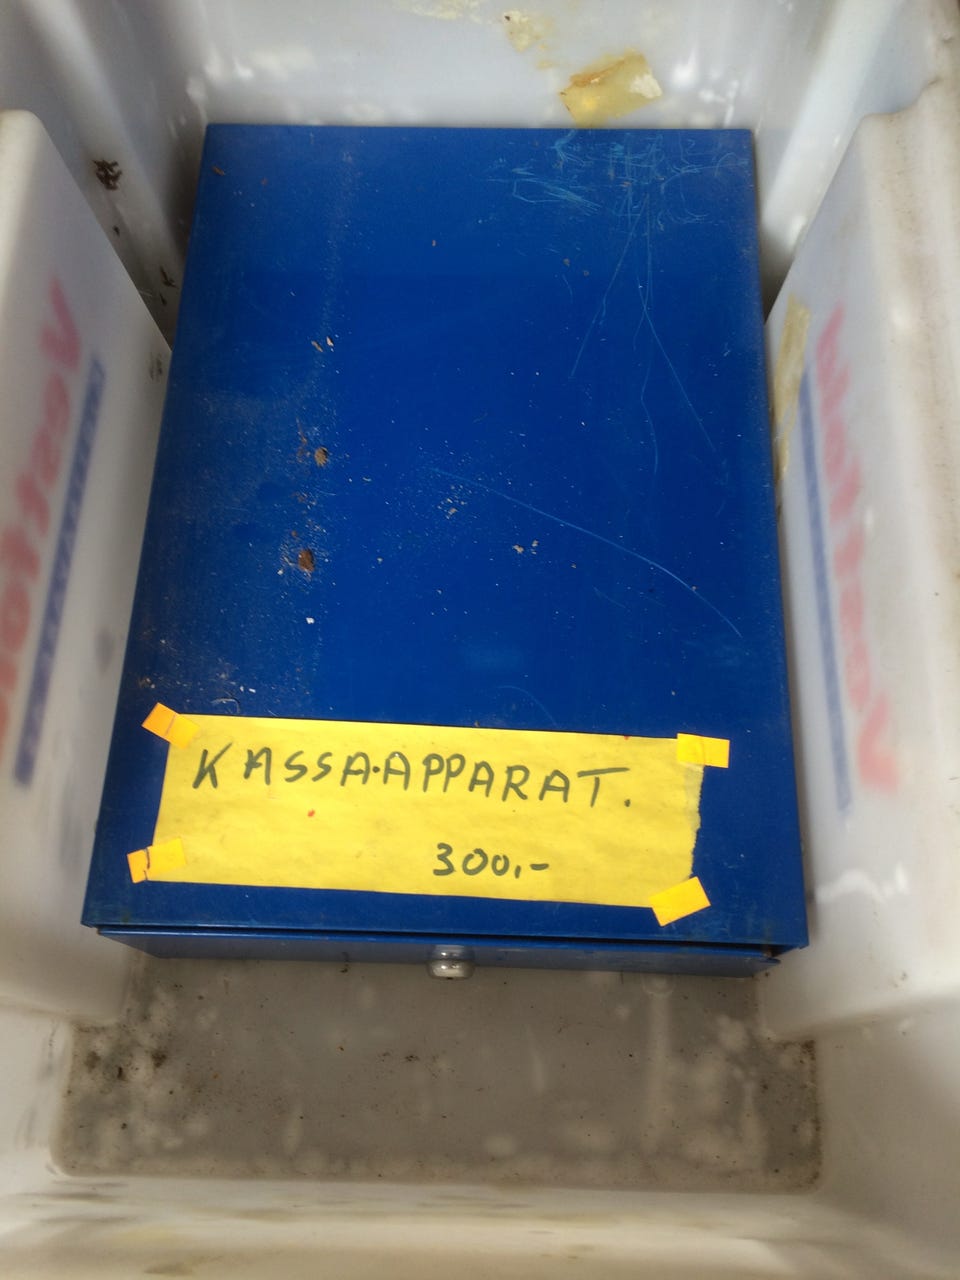 KASSA-APPARAT.
300,-